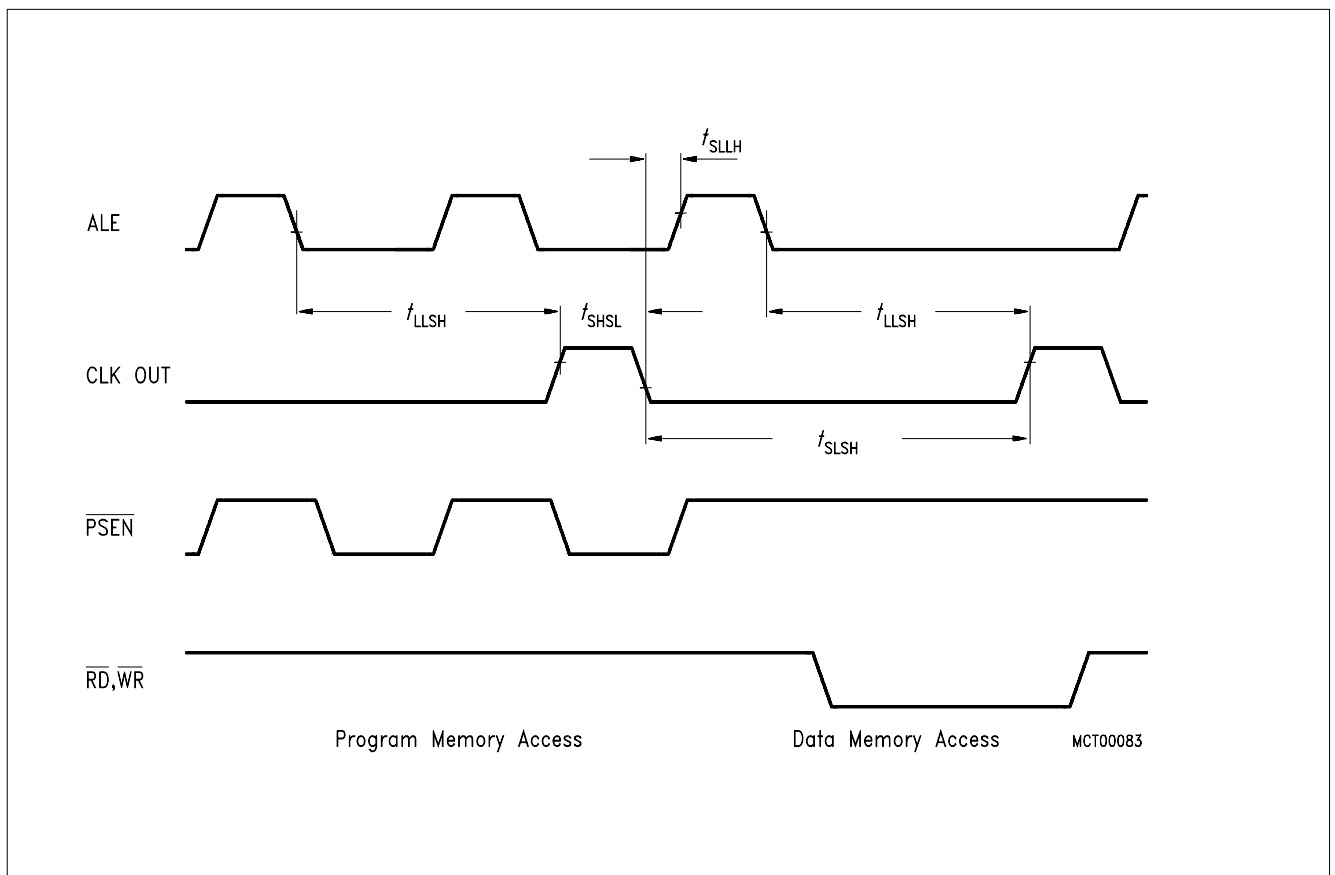 tSLLH
ALE
tLLSH
tSHSL
tLLSH
CLK OUT
tSLSH
PSEN
RD,WR
Program Memory Access
Data Memory Access
MCT00083